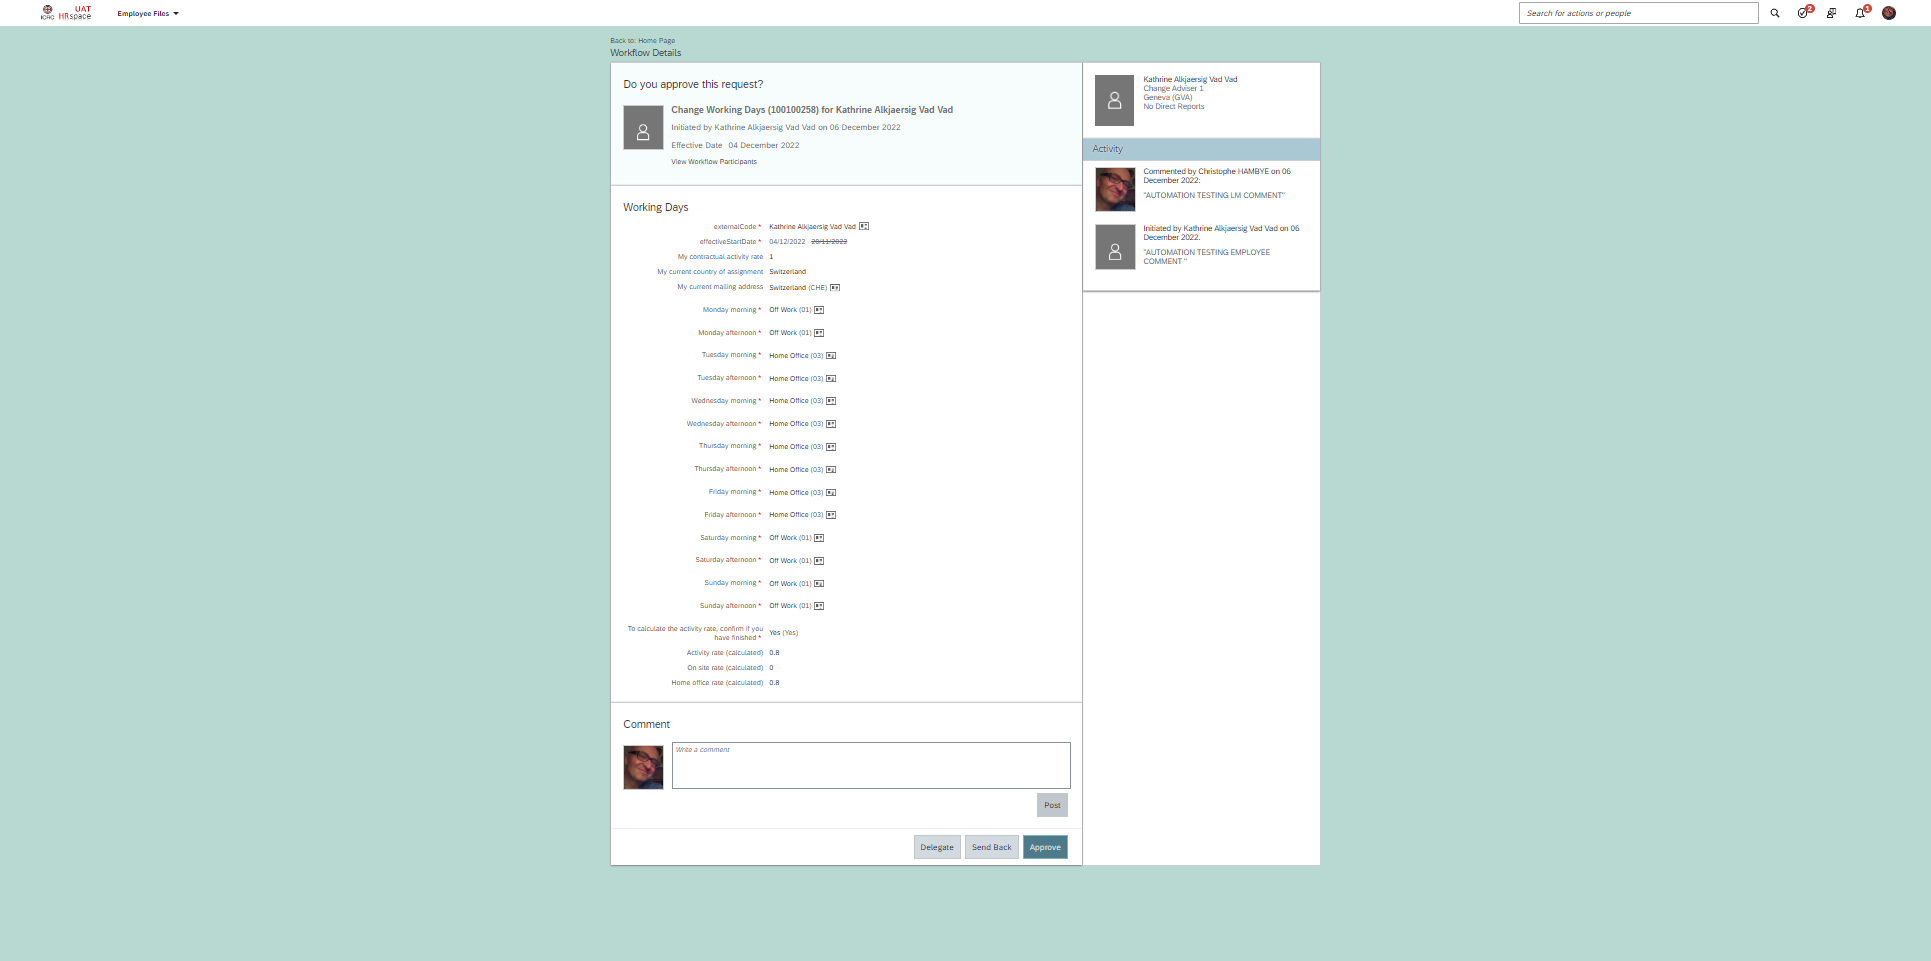 ICRC
UAT
HRspace
Employee Files
Search for actions or people
2
1
Back to: Home Page
Workflow Details
Do you approve this request?
Change Working Days (100100258) for Kathrine Alkjaersig Vad Vad
Initiated by Kathrine Alkjaersig Vad Vad on 06 December 2022
Effective Date 04 December 2022
View Workflow Participants
Working Days
externalCode * Kathrine Alkjaersig Vad Vad
effectiveStartDate * 04/12/2022 20/11/2022
My contractual activity rate 1
My current country of assignment Switzerland
My current mailing address Switzerland (CHE)
Monday morning * Off Work (01)
Monday afternoon * Off Work (01)
Tuesday morning * Home Office (03)
Tuesday afternoon * Home Office (03)
Wednesday morning * Home Office (03)
Wednesday afternoon * Home Office (03)
Thursday morning * Home Office (03)
Thursday afternoon * Home Office (03)
Friday morning * Home Office (03)
Friday afternoon * Home Office (03)
Saturday morning * Off Work (01)
Saturday afternoon * Off Work (01)
Sunday morning * Off Work (01)
Sunday afternoon * Off Work (01)
To calculate the activity rate, confirm if you
have finished * Yes (Yes)
Activity rate (calculated) 0.8
On site rate (calculated) 0
Home office rate (calculated) 0.8
Comment
Write a comment
Post
Delegate Send Back Approve
Kathrine Alkjaersig Vad Vad
Change Adviser 1
Geneva (GVA)
No Direct Reports
Activity
Commented by Christophe HAMBYE on 06
December 2022:
"AUTOMATION TESTING LM COMMENT"
Initiated by Kathrine Alkjaersig Vad Vad on 06
December 2022.
"AUTOMATION TESTING EMPLOYEE
COMMENT "